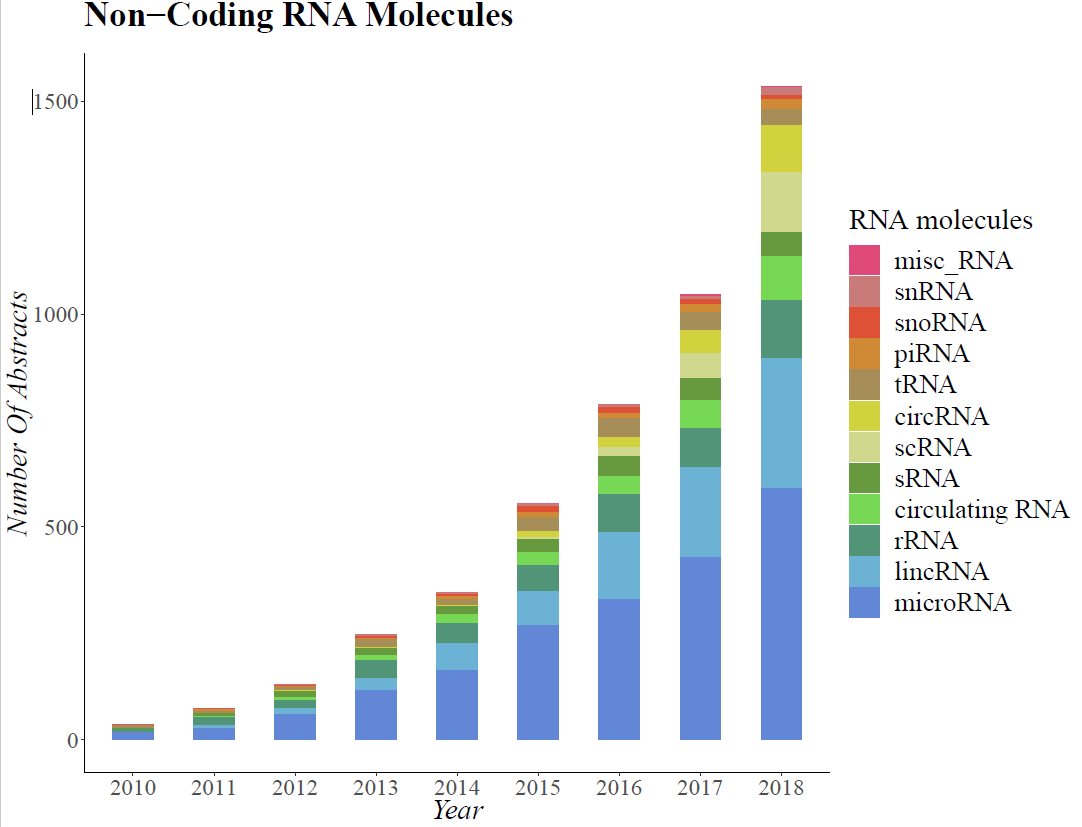 Non−Coding RNA Molecules
1500
1000
500
0
Number Of Abstracts
2010 2011 2012 2013 2014 2015 2016 2017 2018
Year
RNA molecules
misc_RNA
snRNA
snoRNA
piRNA
tRNA
circRNA
scRNA
sRNA
circulating RNA
rRNA
lincRNA
microRNA